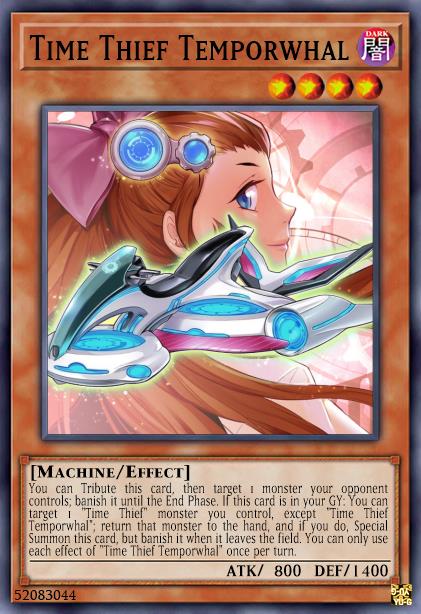 TIME THIEF TEMPORWHAL
DARK
闇
[MACHINE/EFFECT]
You can Tribute this card, then target 1 monster your opponent
controls; banish it until the End Phase. If this card is in your GY: You can
target 1 "Time Thief" monster you control, except "Time Thief
Temporwhal"; return that monster to the hand, and if you do, Special
Summon this card, but banish it when it leaves the field. You can only use
each effect of "Time Thief Temporwhal" once per turn.
ATK/ 800 DEF/1400
52083044